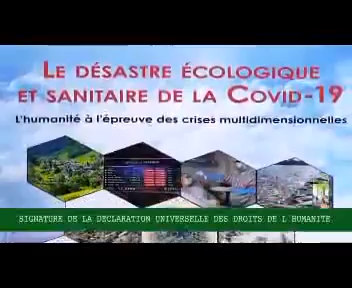 LE DÉSASTRE ÉCOLOGIQUE
ET SANITAIRE DE LA COVID-19
L'humanité à l'épreuve des crises multidimensionnelles
SIGNATURE DE LA DECLARATION UNIVERSELLE DES DROITS DE L'HUMANITE